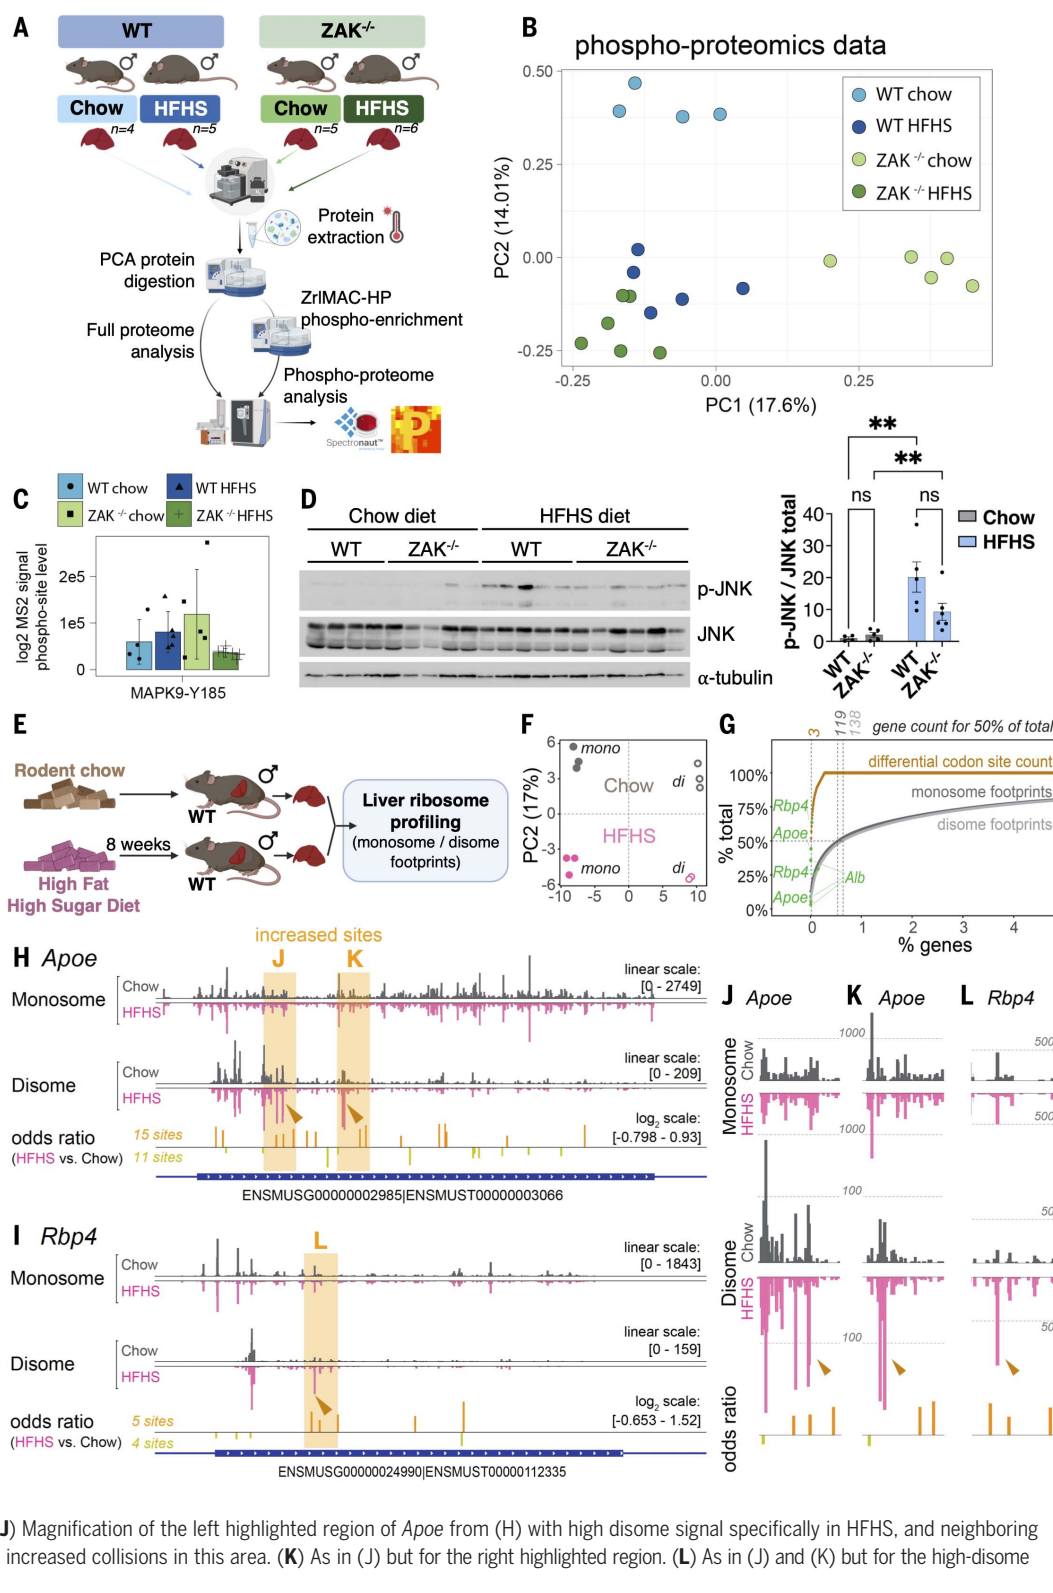 A
WT
ZAK-/-
Chow
HFHS
Chow
HFHS
n=4
n=5
n=5
n=6
Protein
extraction
PCA protein
digestion
ZrIMAC-HP
phospho-enrichment
Full proteome
analysis
Phospho-proteome
analysis
Spectronaut™
P
B
phospho-proteomics data
WT chow
WT HFHS
ZAK -/- chow
ZAK -/- HFHS
0.50
0.25
0.00
-0.25
PC2 (14.01%)
-0.25
0.00
0.25
PC1 (17.6%)
C
WT chow
WT HFHS
ZAK -/- chow
ZAK -/- HFHS
log2 MS2 signal
phospho-site level
2e5
1e5
0
MAPK9-Y185
D
Chow diet
HFHS diet
WT
ZAK-/-
WT
ZAK-/-
p-JNK
JNK
α-tubulin
**
**
ns
ns
p-JNK / JNK total
40
30
20
10
0
Chow
HFHS
WT
ZAK-/-
WT
ZAK-/-
E
Rodent chow
WT
8 weeks
WT
High Fat
High Sugar Diet
Liver ribosome
profiling
(monosome / disome
footprints)
F
PC2 (17%)
6
3
0
-3
-6
mono
Chow
di
HFHS
mono
di
-10
-5
0
5
10
G
3
119
138
gene count for 50% of total
differential codon site count
monosome footprints
disome footprints
% total
100%
75%
50%
25%
0%
Rbp4
Apoe
Rbp4
Apoe
Alb
0
1
2
3
4
% genes
H Apoe
increased sites
J
K
Monosome
Chow
HFHS
linear scale:
[0 - 2749]
Disome
Chow
HFHS
linear scale:
[0 - 209]
odds ratio
(HFHS vs. Chow)
15 sites
11 sites
log2 scale:
[-0.798 - 0.93]
ENSMUSG00000002985|ENSMUST00000003066
I Rbp4
L
Monosome
Chow
HFHS
linear scale:
[0 - 1843]
Disome
Chow
HFHS
linear scale:
[0 - 159]
odds ratio
(HFHS vs. Chow)
5 sites
4 sites
log2 scale:
[-0.653 - 1.52]
ENSMUSG00000024990|ENSMUST00000112335
J Apoe
K Apoe
L Rbp4
Monosome
Chow
HFHS
1000
1000
500
500
Disome
Chow
HFHS
100
100
50
50
odds ratio
J) Magnification of the left highlighted region of Apoe from (H) with high disome signal specifically in HFHS, and neighboring
increased collisions in this area. (K) As in (J) but for the right highlighted region. (L) As in (J) and (K) but for the high-disome